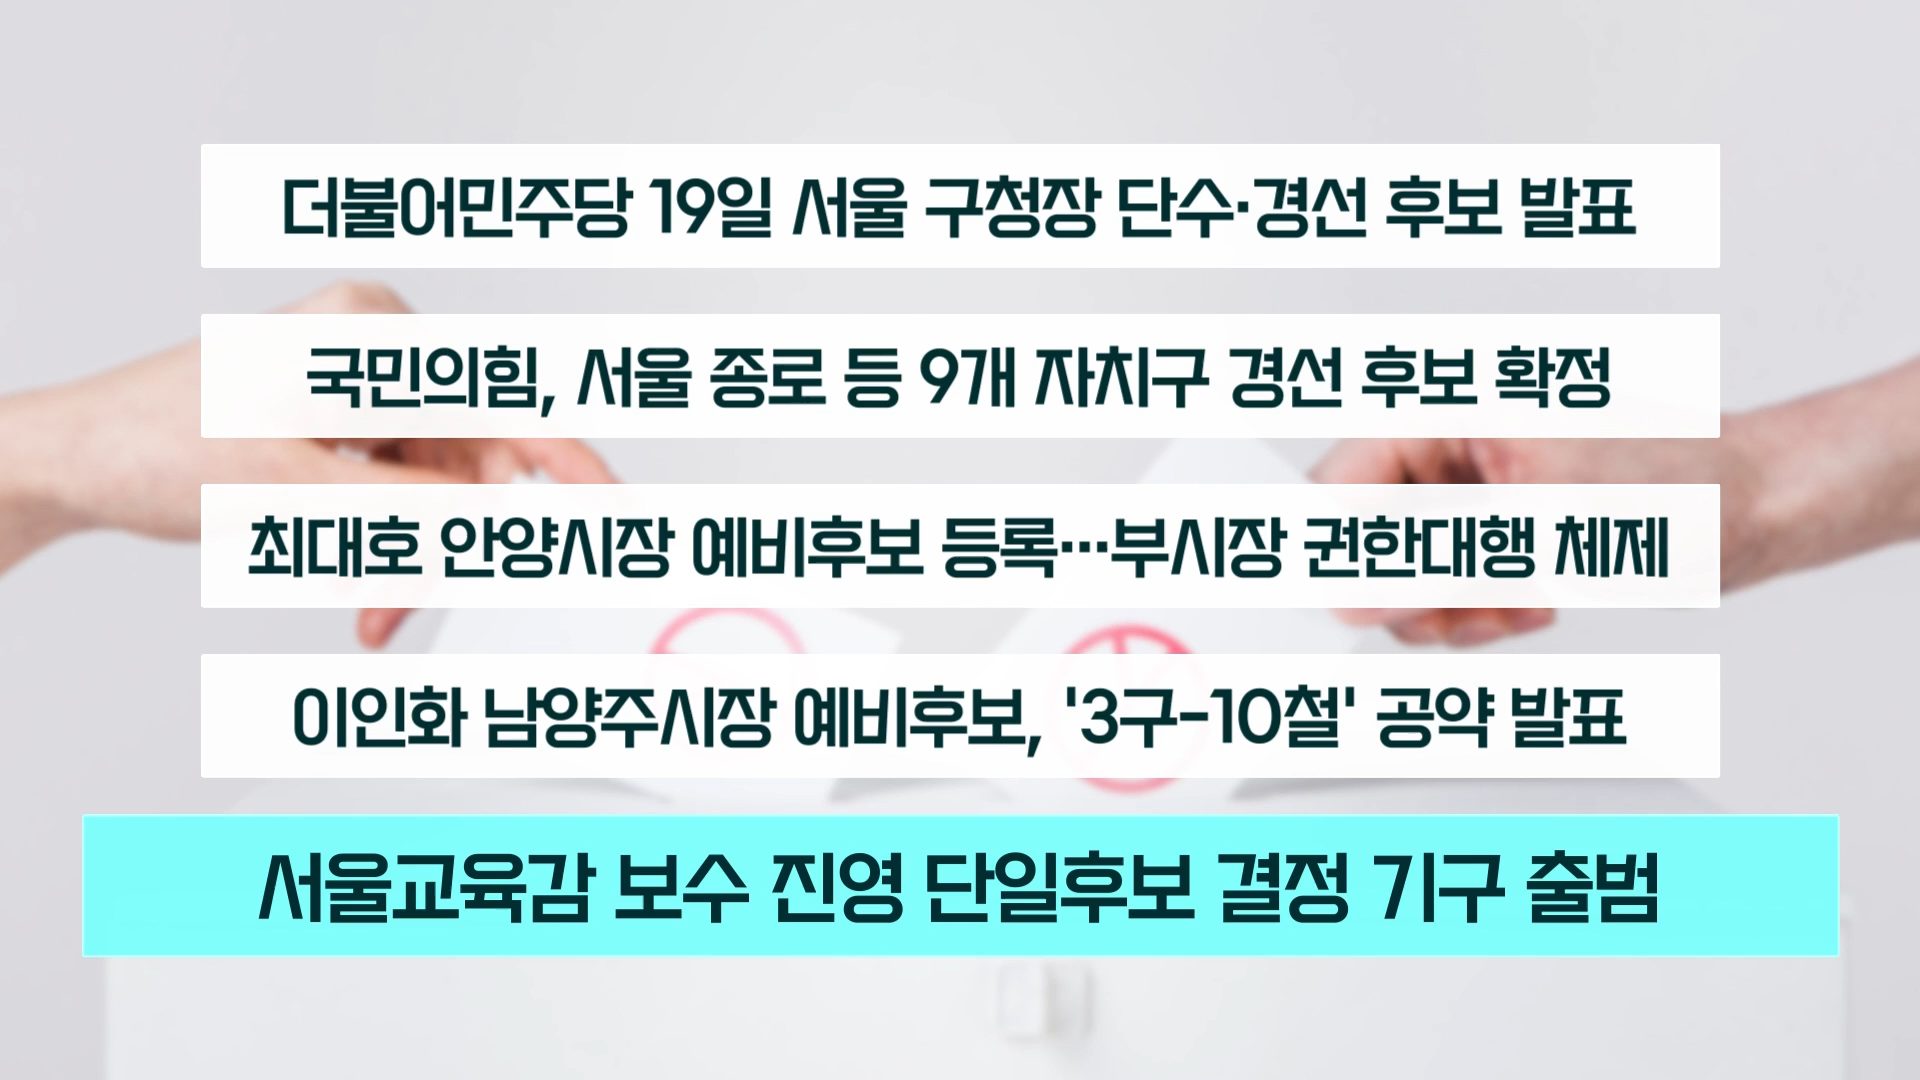 더불어민주당 19일 서울 구청장 단수·경선 후보 발표
국민의힘, 서울 종로 등 9개 자치구 경선 후보 확정
최대호 안양시장 예비후보 등록…부시장 권한대행 체제
이인화 남양주시장 예비후보, '3구-10철' 공약 발표
서울교육감 보수 진영 단일후보 결정 기구 출범